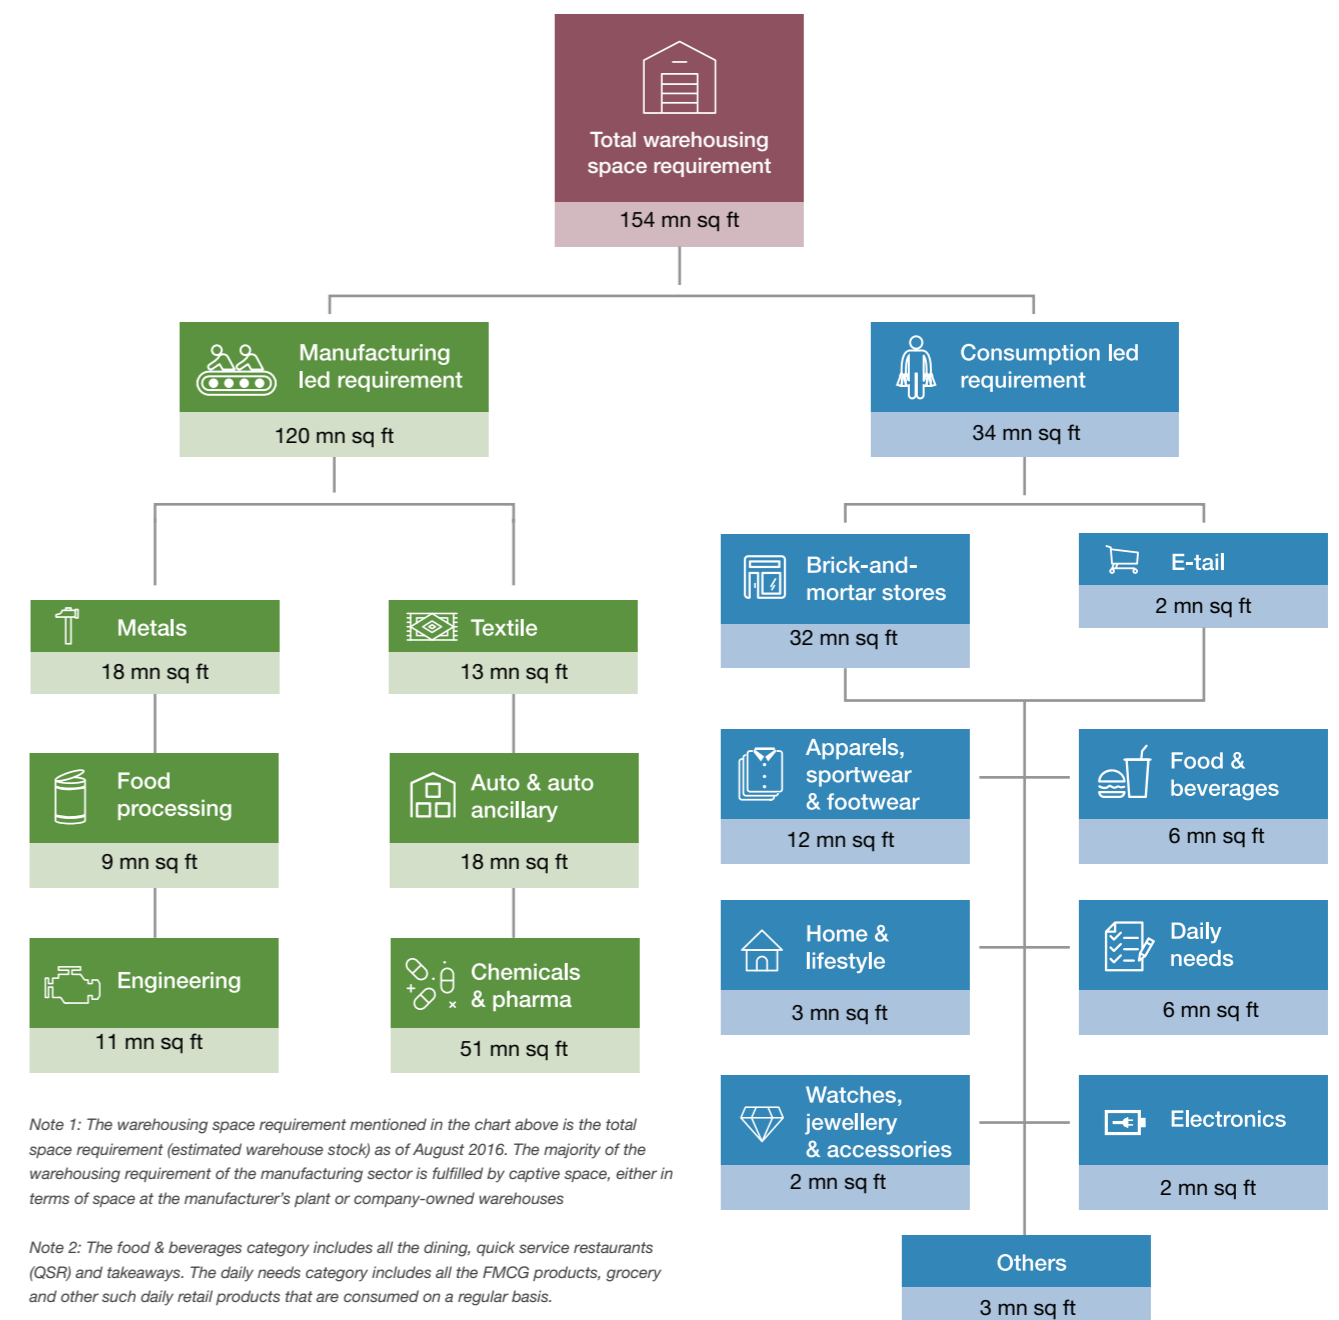 Total warehousing
space requirement
154 mn sq ft
Manufacturing
led requirement
120 mn sq ft
Consumption led
requirement
34 mn sq ft
Metals
18 mn sq ft
Textile
13 mn sq ft
Food
processing
9 mn sq ft
Auto & auto
ancillary
18 mn sq ft
Engineering
11 mn sq ft
Chemicals
& pharma
51 mn sq ft
Brick-and-
mortar stores
32 mn sq ft
E-tail
2 mn sq ft
Apparels,
sportwear
& footwear
12 mn sq ft
Food &
beverages
6 mn sq ft
Home &
lifestyle
3 mn sq ft
Daily
needs
6 mn sq ft
Watches,
jewellery
& accessories
2 mn sq ft
Electronics
2 mn sq ft
Others
3 mn sq ft
Note 1: The warehousing space requirement mentioned in the chart above is the total
space requirement (estimated warehouse stock) as of August 2016. The majority of the
warehousing requirement of the manufacturing sector is fulfilled by captive space, either in
terms of space at the manufacturer’s plant or company-owned warehouses
Note 2: The food & beverages category includes all the dining, quick service restaurants
(QSR) and takeaways. The daily needs category includes all the FMCG products, grocery
and other such daily retail products that are consumed on a regular basis.